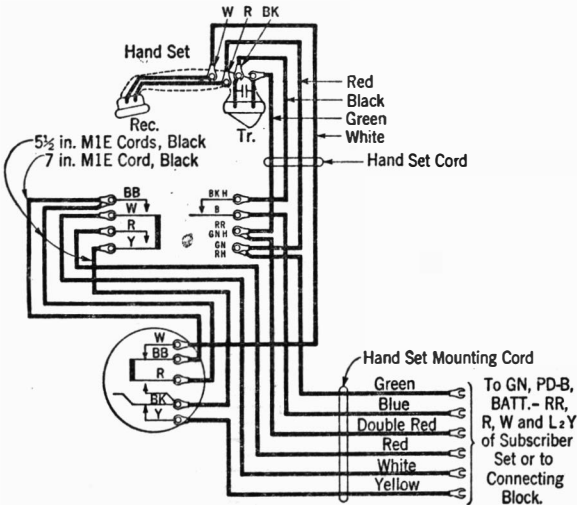 W R BK
Hand Set
Rec.
Tr.
Red
Black
Green
White
Hand Set Cord
5½ in. M1E Cords, Black
7 in. M1E Cord, Black
BB
W
R
Y
BK H
B
RR
GN H
GN
RH
W
BB
R
BK
Y
Hand Set Mounting Cord
Green
Blue
Double Red
Red
White
Yellow
To GN, PD-B,
BATT.- RR,
R, W and L2Y
of Subscriber
Set or to
Connecting
Block.